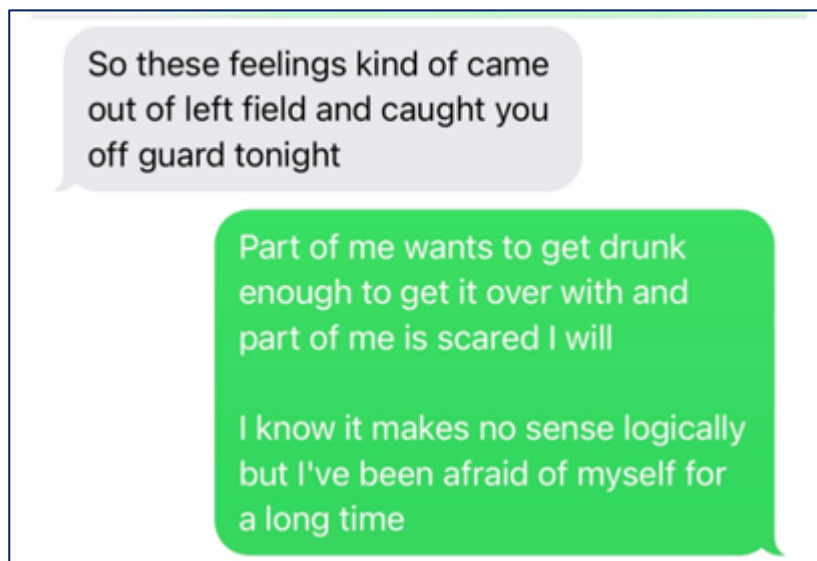 So these feelings kind of came
out of left field and caught you
off guard tonight
Part of me wants to get drunk
enough to get it over with and
part of me is scared I will
I know it makes no sense logically
but I've been afraid of myself for
a long time